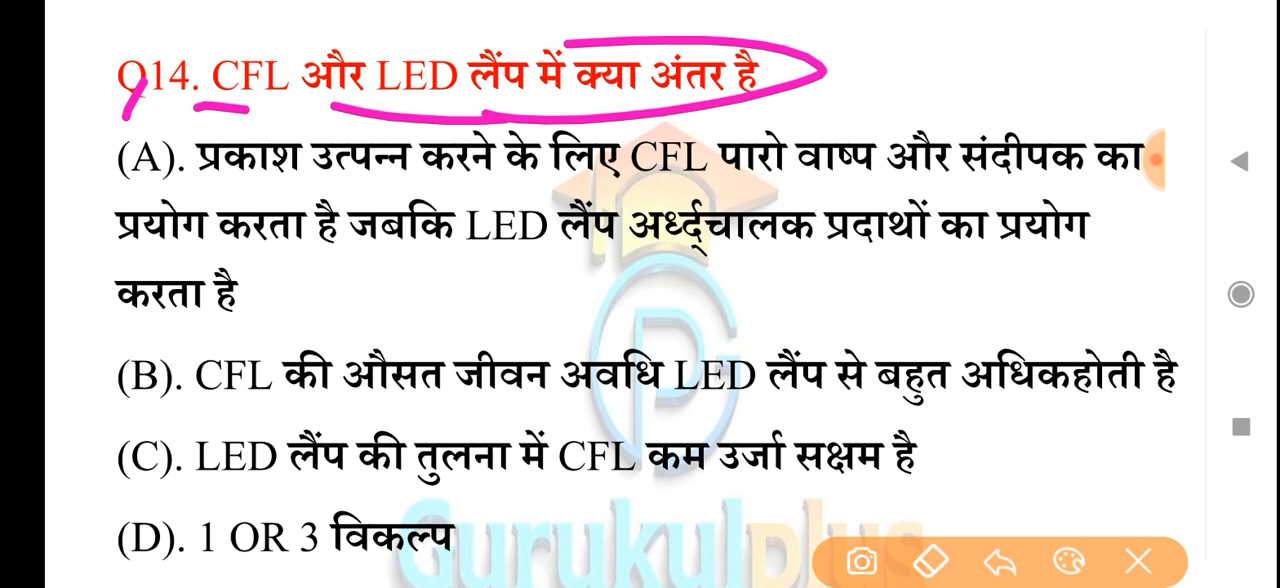 Q14. CFL और LED लैंप में क्या अंतर है
(A). प्रकाश उत्पन्न करने के लिए CFL पारो वाष्प और संदीपक का
प्रयोग करता है जबकि LED लैंप अर्ध्द्चालक प्रदाथों का प्रयोग
करता है
(B). CFL की औसत जीवन अवधि LED लैंप से बहुत अधिकहोती है
(C). LED लैंप की तुलना में CFL कम उर्जा सक्षम है
(D). 1 OR 3 विकल्प
Gurukulplus